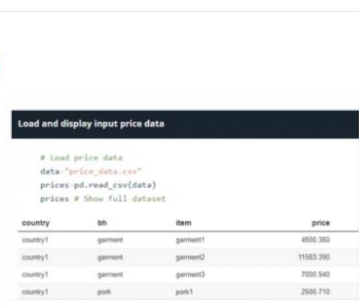 Load and display input price data
# Load price data
data "price_data.csv"
prices pd.read_csv(data)
prices # Show full dataset
country bh item price
country1 garment garment1 4500.380
country1 garment garment2 11583.390
country1 garment garment3 7000.940
country1 pork pork1 2600.710